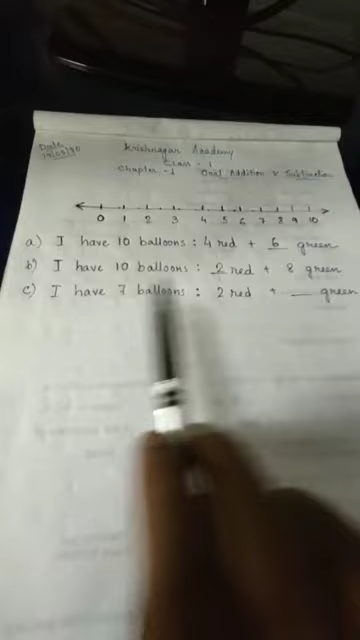 Date
Krishnagar Academy
Class - 1
Chapter - 1 Oral Addition & Subtraction
0 1 2 3 4 5 6 7 8 9 10
a) I have 10 balloons : 4 red + 6 green
b) I have 10 balloons : 2 red + 8 green
c) I have 7 balloons : 2 red + __ green